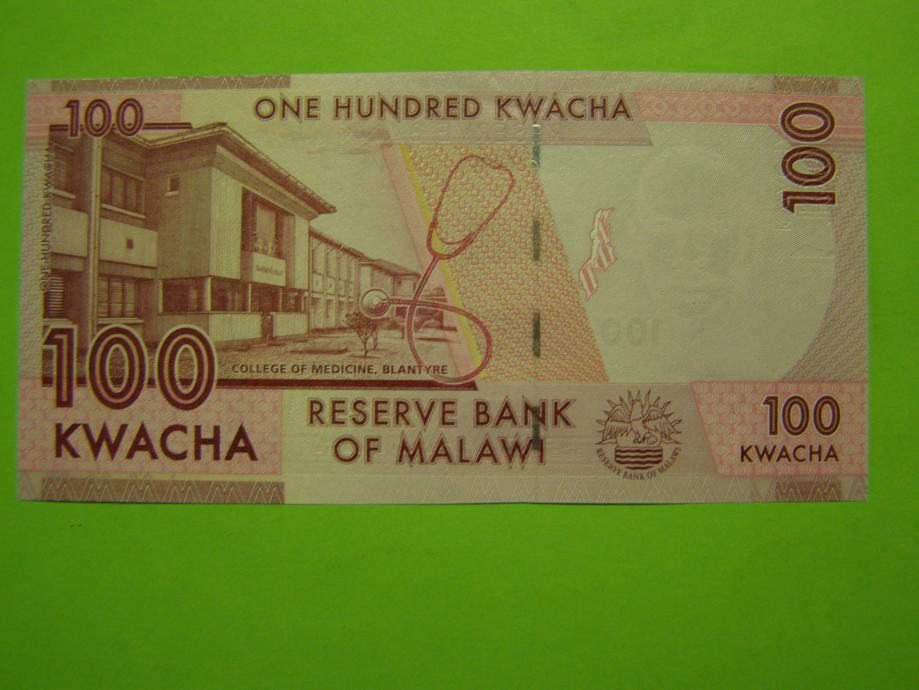 100
ONE HUNDRED KWACHA
100
ONE HUNDRED KWACHA
100
KWACHA
COLLEGE OF MEDICINE, BLANTYRE
RESERVE BANK
OF MALAWI
RESERVE BANK OF MALAWI
100
KWACHA
100